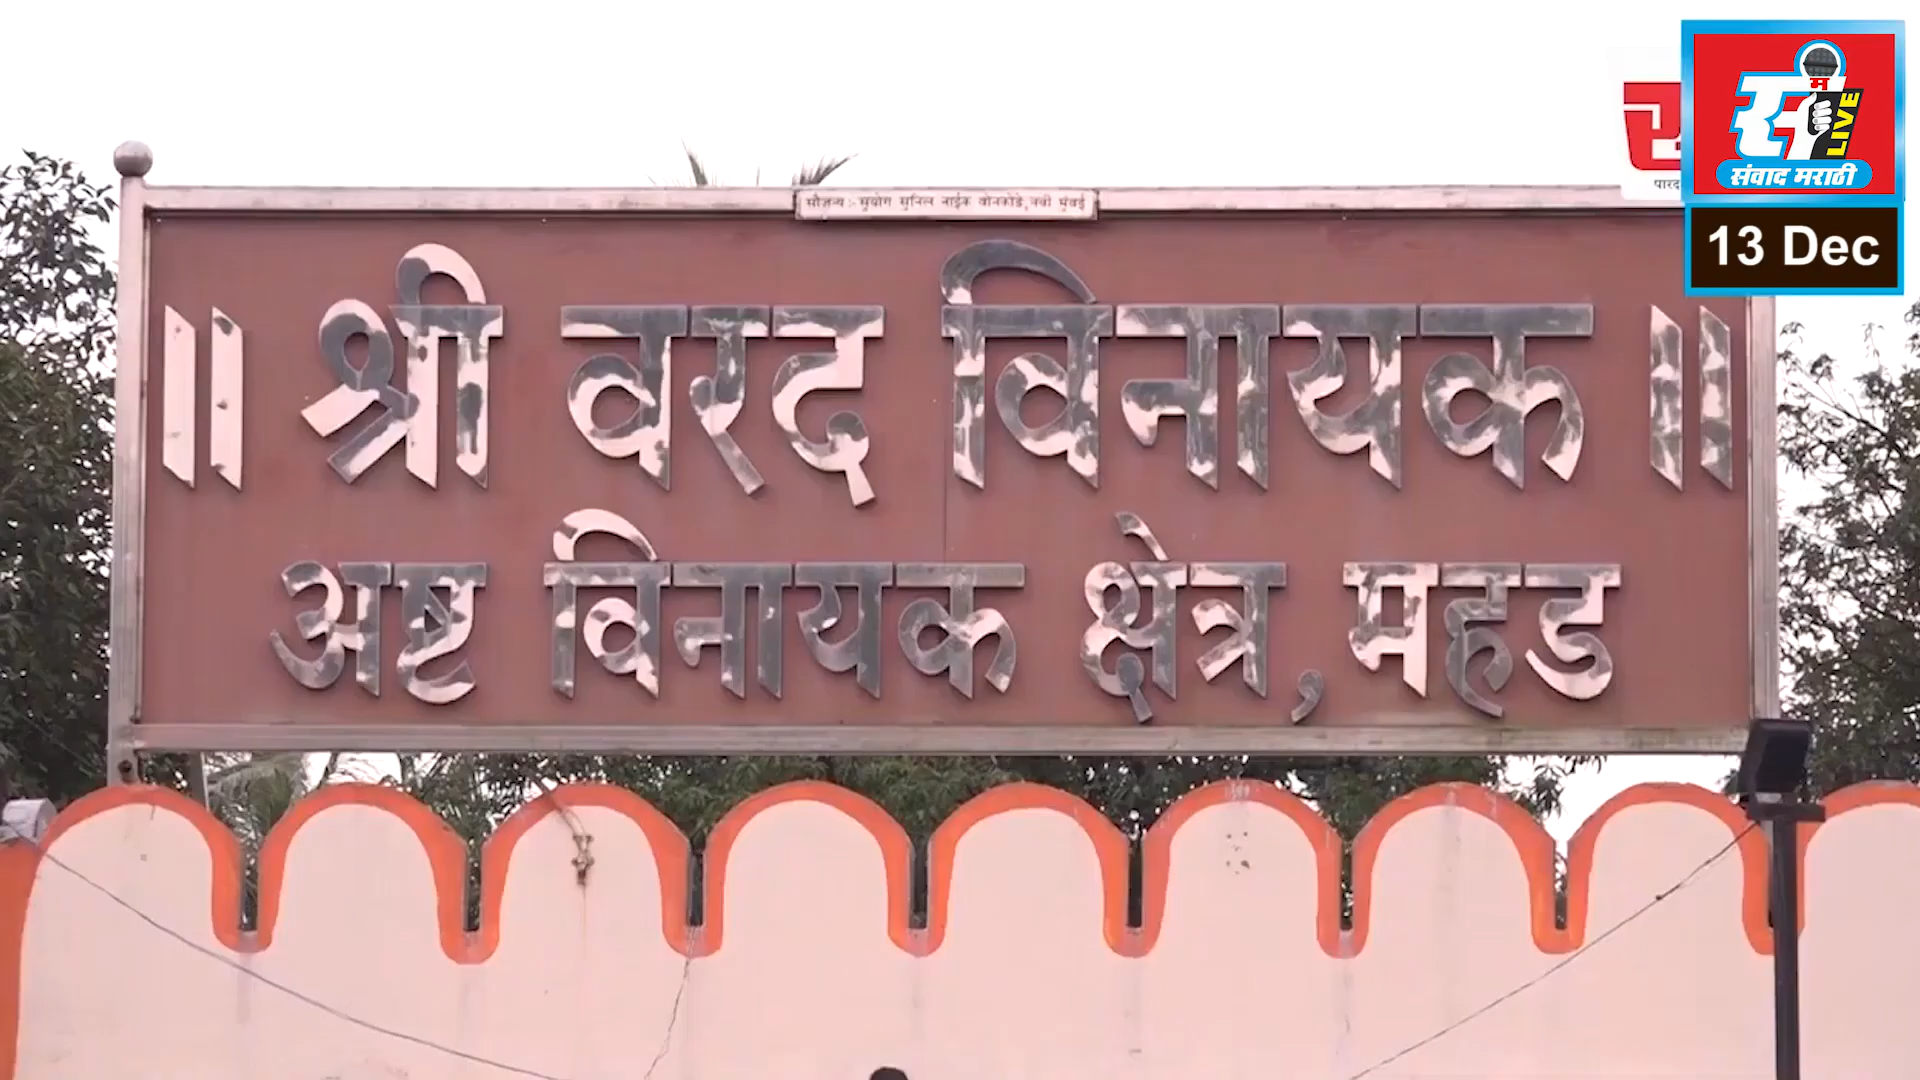 सौजन्य :- सुयोग सुनिल नाईक बोनकोडे, नवी मुंबई
॥ श्री वरद विनायक ॥
अष्ट विनायक क्षेत्र, महड
स म
LIVE
संवाद मराठी
13 Dec